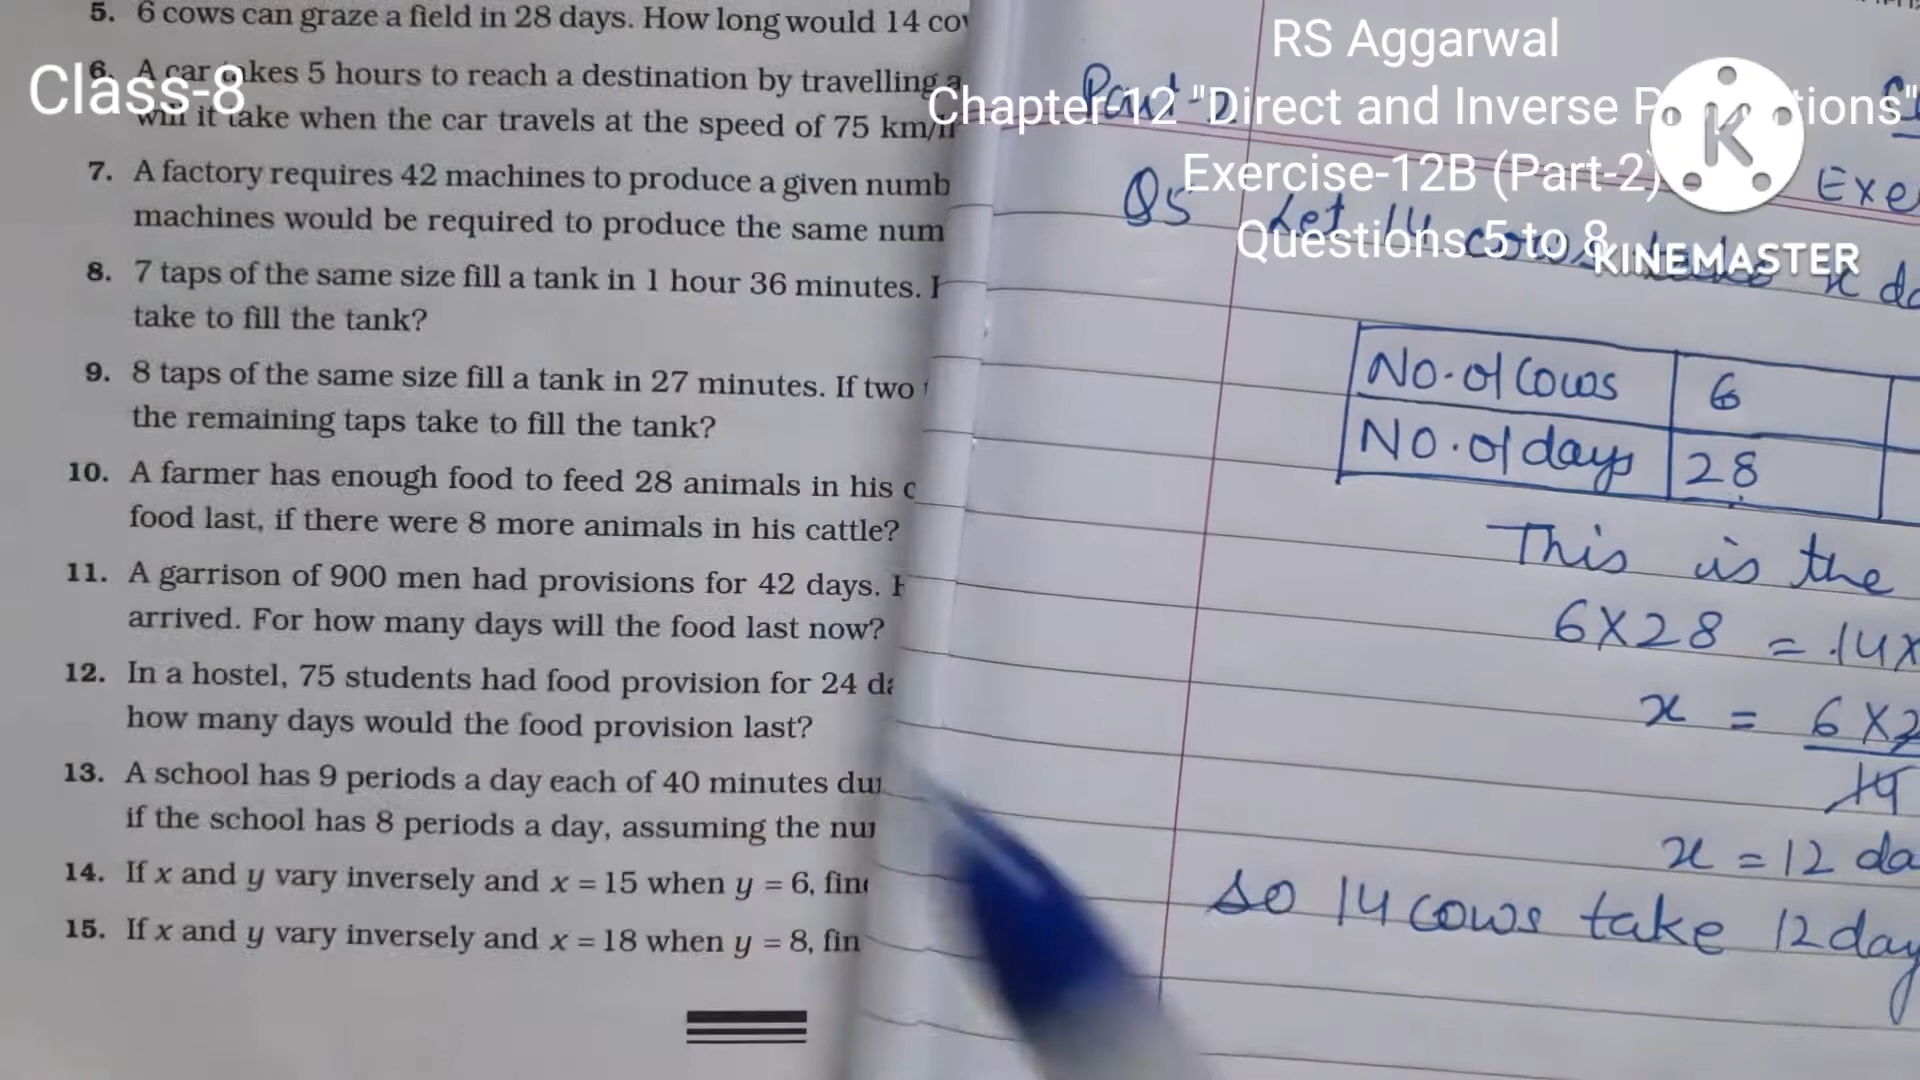 5. 6 cows can graze a field in 28 days. How long would 14
6. A car takes 5 hours to reach a destination by travelling
will it take when the car travels at the speed of 75
7. A factory requires 42 machines to produce a given
machines would be required to produce the same
8. 7 taps of the same size fill a tank in 1 hour 36 minutes.
take to fill the tank?
9. 8 taps of the same size fill a tank in 27 minutes. If two
the remaining taps take to fill the tank?
10. A farmer has enough food to feed 28 animals in his
food last, if there were 8 more animals in his cattle?
11. A garrison of 900 men had provisions for 42 days.
arrived. For how many days will the food last now?
12. In a hostel, 75 students had food provision for 24
how many days would the food provision last?
13. A school has 9 periods a day each of 40 minutes
if the school has 8 periods a day, assuming the
14. If x and y vary inversely and x = 15 when y = 6,
15. If x and y vary inversely and x = 18 when y = 8,
Class-8
RS Aggarwal
Chapter-12 "Direct and Inverse
Exercise-12B (Part-2)
Questions 5 to 8
K
KINEMASTER
Part-2
Q5 Let 14 cows take x
No. of Cows 6
No. of days 28
This is the
6X28 = 14X
x = 6X2
14
x = 12
So 14 cows take 12